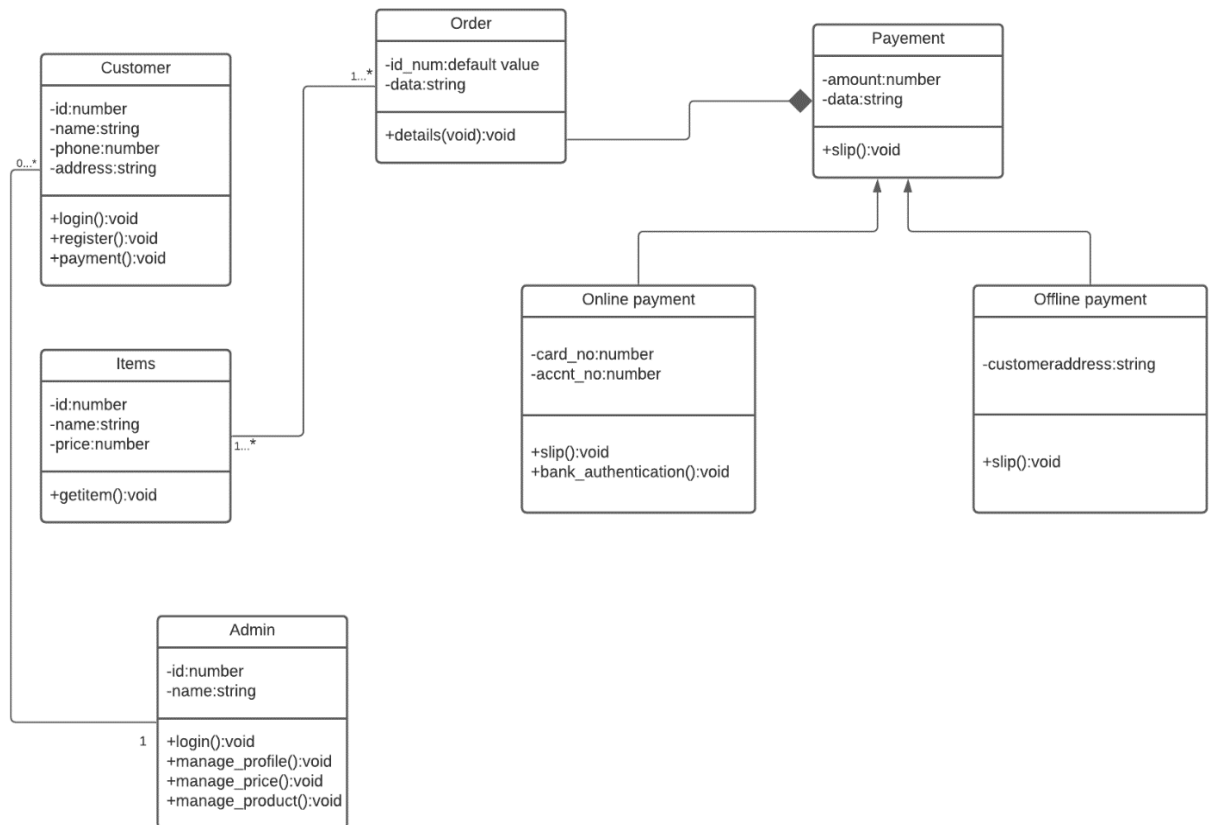 Customer
-id:number
-name:string
-phone:number
-address:string
+login():void
+register():void
+payment():void
0...*
Order
-id_num:default value
-data:string
+details(void):void
1...*
Payement
-amount:number
-data:string
+slip():void
Items
-id:number
-name:string
-price:number
+getitem():void
1...*
Online payment
-card_no:number
-accnt_no:number
+slip():void
+bank_authentication():void
Offline payment
-customeraddress:string
+slip():void
Admin
-id:number
-name:string
+login():void
+manage_profile():void
+manage_price():void
+manage_product():void
1